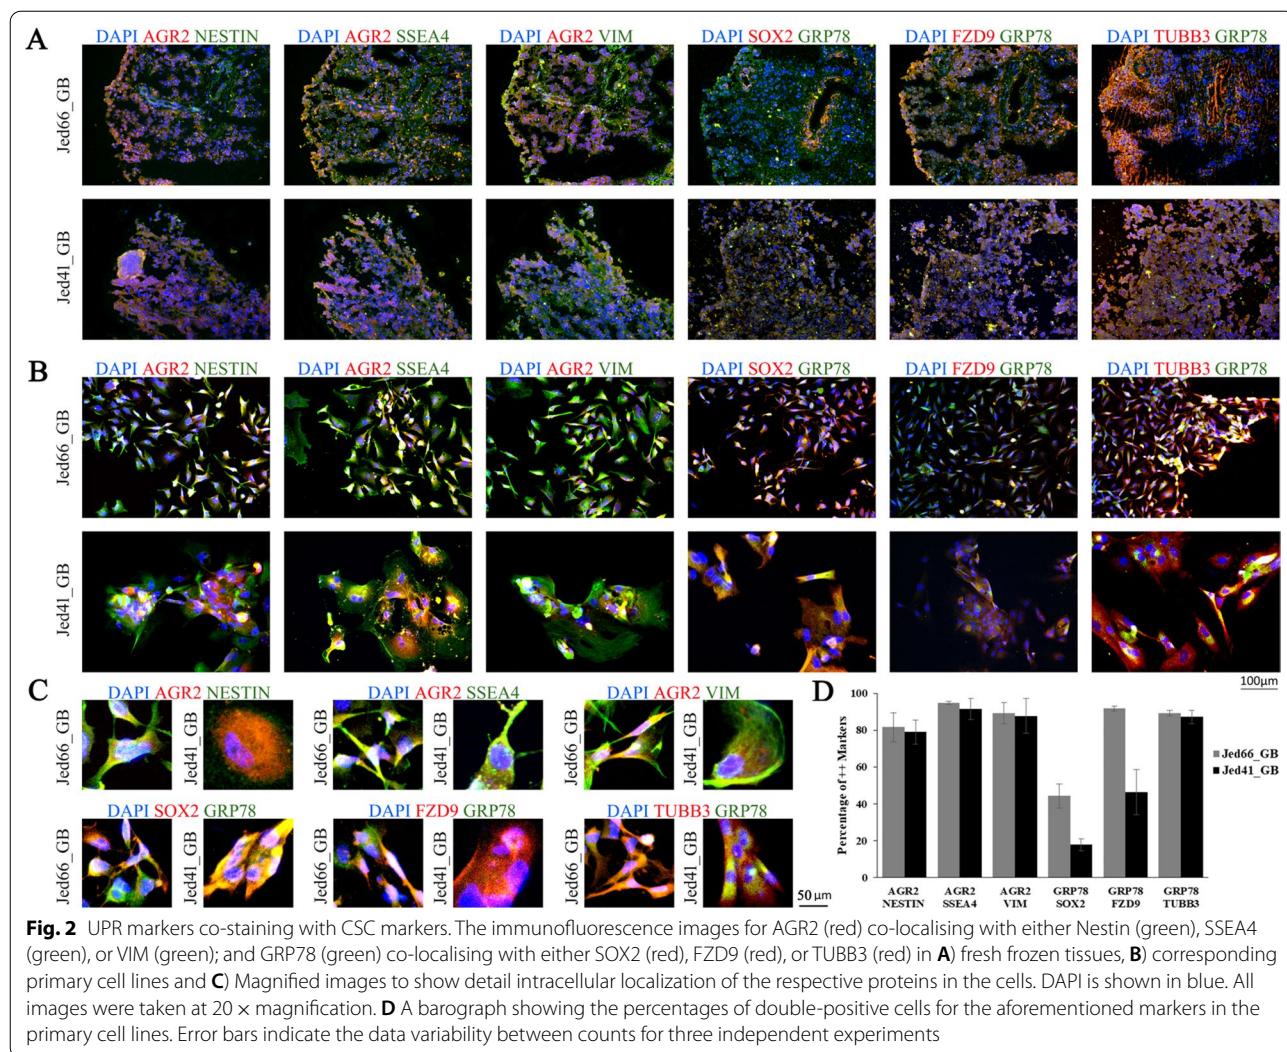 A
DAPI AGR2 NESTIN
DAPI AGR2 SSEA4
DAPI AGR2 VIM
DAPI SOX2 GRP78
DAPI FZD9 GRP78
DAPI TUBB3 GRP78
Jed66_GB
Jed41_GB
B
DAPI AGR2 NESTIN
DAPI AGR2 SSEA4
DAPI AGR2 VIM
DAPI SOX2 GRP78
DAPI FZD9 GRP78
DAPI TUBB3 GRP78
Jed66_GB
Jed41_GB
100μm
C
DAPI AGR2 NESTIN
DAPI AGR2 SSEA4
DAPI AGR2 VIM
Jed66_GB
Jed41_GB
Jed66_GB
Jed41_GB
Jed66_GB
Jed41_GB
DAPI SOX2 GRP78
DAPI FZD9 GRP78
DAPI TUBB3 GRP78
Jed66_GB
Jed41_GB
Jed66_GB
Jed41_GB
Jed66_GB
Jed41_GB
50 μm
D
Percentage of ++ Markers
100
80
60
40
20
0
AGR2 NESTIN
AGR2 SSEA4
AGR2 VIM
GRP78 SOX2
GRP78 FZD9
GRP78 TUBB3
Jed66_GB
Jed41_GB
Fig. 2 UPR markers co-staining with CSC markers. The immunofluorescence images for AGR2 (red) co-localising with either Nestin (green), SSEA4
(green), or VIM (green); and GRP78 (green) co-localising with either SOX2 (red), FZD9 (red), or TUBB3 (red) in A) fresh frozen tissues, B) corresponding
primary cell lines and C) Magnified images to show detail intracellular localization of the respective proteins in the cells. DAPI is shown in blue. All
images were taken at 20 × magnification. D A barograph showing the percentages of double-positive cells for the aforementioned markers in the
primary cell lines. Error bars indicate the data variability between counts for three independent experiments